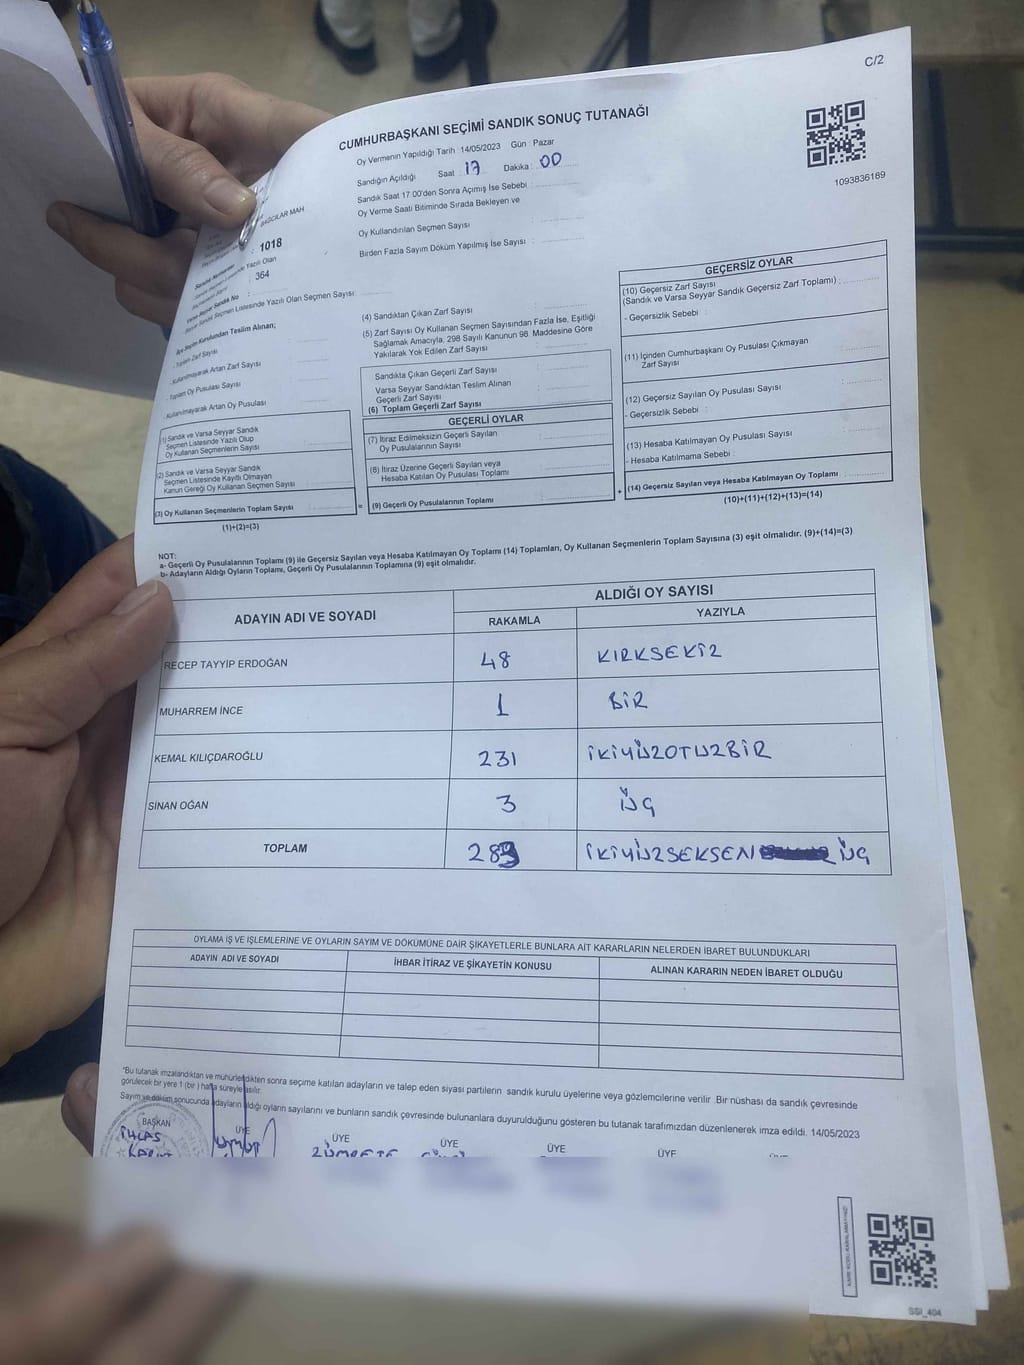 C/2
CUMHURBAŞKANI SEÇİMİ SANDIK SONUÇ TUTANAĞI
Oy Vermenin Yapıldığı Tarih : 14/05/2023 Gün : Pazar
Sandığın Açıldığı Saat : 17 Dakika : 00
Sandık Saat 17:00'den Sonra Açımış İse Sebebi :
Oy Verme Saati Bitiminde Sırada Bekleyen ve
Oy Kullandırılan Seçmen Sayısı :
Birden Fazla Sayım Döküm Yapılmış İse Sayısı :
1093836189
BAĞCILAR MAH
: 1018
: 364
Seçmen Listesinde Yazılı Olan Seçmen Sayısı :
İlçe Seçim Kurulundan Teslim Alınan;
- Toplam Zarf Sayısı
- Kullanılmayarak Artan Zarf Sayısı
- Toplam Oy Pusulası Sayısı
- Kullanılmayarak Artan Oy Pusulası
(1) Sandık ve Varsa Seyyar Sandık
Seçmen Listesinde Yazılı Olup
Oy Kullanan Seçmenlerin Sayısı :
(2) Sandık ve Varsa Seyyar Sandık
Seçmen Listesinde Kayıtlı Olmayan
Kanun Gereği Oy Kullanan Seçmen Sayısı :
(3) Oy Kullanan Seçmenlerin Toplam Sayısı :
(1)+(2)=(3)
=
(4) Sandıktan Çıkan Zarf Sayısı :
(5) Zarf Sayısı Oy Kullanan Seçmen Sayısından Fazla İse, Eşitliği
Sağlamak Amacıyla, 298 Sayılı Kanunun 98. Maddesine Göre
Yakılarak Yok Edilen Zarf Sayısı :
Sandıkta Çıkan Geçerli Zarf Sayısı :
Varsa Seyyar Sandıktan Teslim Alınan
Geçerli Zarf Sayısı :
(6) Toplam Geçerli Zarf Sayısı :
GEÇERLİ OYLAR
(7) İtiraz Edilmeksizin Geçerli Sayılan
Oy Pusulalarının Sayısı :
(8) İtiraz Üzerine Geçerli Sayılan veya
Hesaba Katılan Oy Pusulası Toplamı :
(9) Geçerli Oy Pusulalarının Toplamı :
+
GEÇERSİZ OYLAR
(10) Geçersiz Zarf Sayısı
(Sandık ve Varsa Seyyar Sandık Geçersiz Zarf Toplamı) :
- Geçersizlik Sebebi :
(11) İçinden Cumhurbaşkanı Oy Pusulası Çıkmayan
Zarf Sayısı :
(12) Geçersiz Sayılan Oy Pusulası Sayısı :
- Geçersizlik Sebebi :
(13) Hesaba Katılmayan Oy Pusulası Sayısı :
- Hesaba Katılmama Sebebi :
(14) Geçersiz Sayılan veya Hesaba Katılmayan Oy Toplamı :
(10)+(11)+(12)+(13)=(14)
NOT:
a- Geçerli Oy Pusulalarının Toplamı (9) ile Geçersiz Sayılan veya Hesaba Katılmayan Oy Toplamı (14) Toplamları, Oy Kullanan Seçmenlerin Toplam Sayısına (3) eşit olmalıdır. (9)+(14)=(3)
b- Adayların Aldığı Oyların Toplamı, Geçerli Oy Pusulalarının Toplamına (9) eşit olmalıdır.
ADAYIN ADI VE SOYADI ALDIĞI OY SAYISI
RAKAMLA YAZIYLA
RECEP TAYYİP ERDOĞAN 48 KIRKSEKİZ
MUHARREM İNCE 1 BİR
KEMAL KILIÇDAROĞLU 231 İKİYÜZOTUZBİR
SİNAN OĞAN 3 ÜÇ
TOPLAM 283 İKİYÜZSEKSEN ÜÇ
OYLAMA İŞ VE İŞLEMLERİNE VE OYLARIN SAYIM VE DÖKÜMÜNE DAİR ŞİKAYETLERLE BUNLARA AİT KARARLARIN NELERDEN İBARET BULUNDUKLARI
ADAYIN ADI VE SOYADI İHBAR İTİRAZ VE ŞİKAYETİN KONUSU ALINAN KARARIN NEDEN İBARET OLDUĞU
*Bu tutanak imzalandıktan ve mühürlendikten sonra seçime katılan adayların ve talep eden siyasi partilerin sandık kurulu üyelerine veya gözlemcilerine verilir. Bir nüshası da sandık çevresinde
görülecek bir yere 1 (bir) hafta süreyle asılır.
Sayım ve döküm sonucunda adayların aldığı oyların sayılarını ve bunların sandık çevresinde bulunanlara duyurulduğunu gösteren bu tutanak tarafımızdan düzenlenerek imza edildi. 14/05/2023
BAŞKAN ÜYE ÜYE ÜYE ÜYE ÜYE
SSI_404